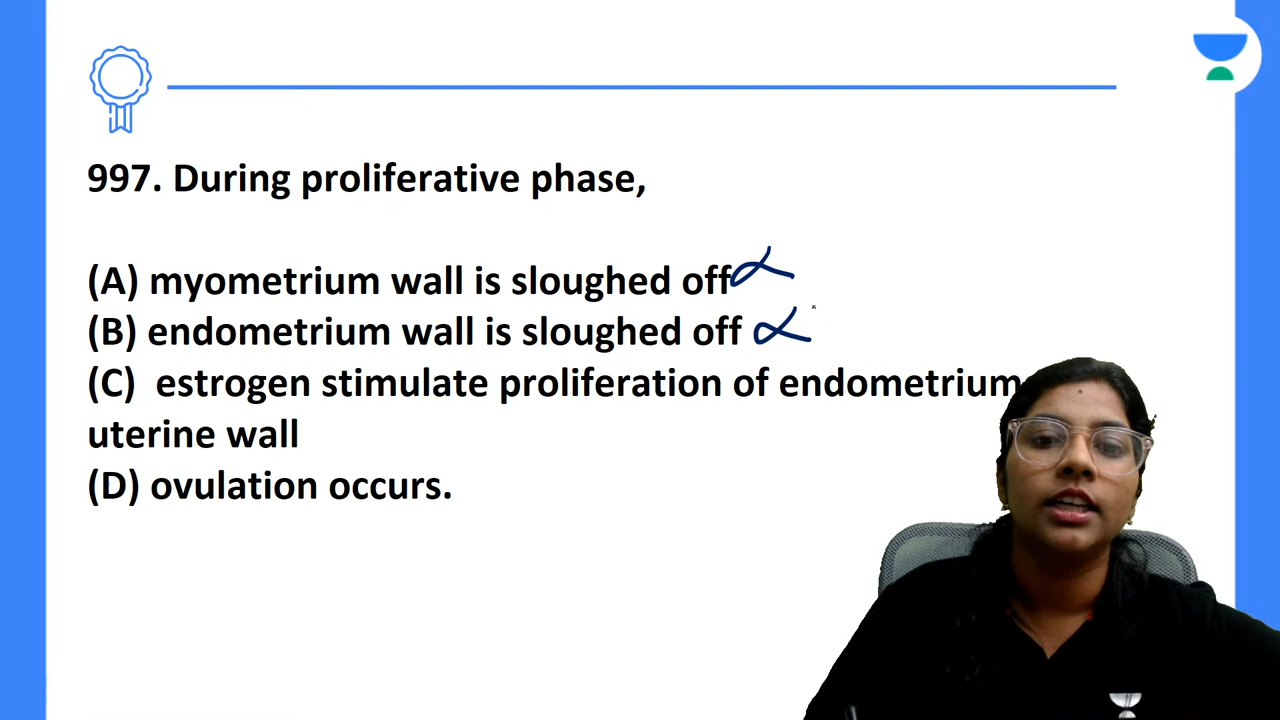 997. During proliferative phase,
(A) myometrium wall is sloughed off
(B) endometrium wall is sloughed off
(C) estrogen stimulate proliferation of endometrium
uterine wall
(D) ovulation occurs.